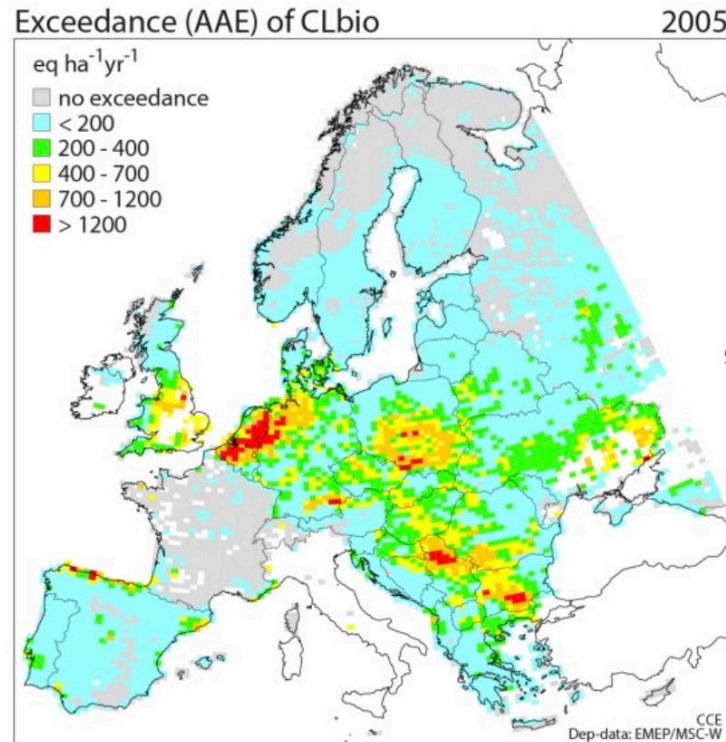 Exceedance (AAE) of CLbio 2005
eq ha⁻¹yr⁻¹
no exceedance
< 200
200 - 400
400 - 700
700 - 1200
> 1200
CCE
Dep-data: EMEP/MSC-W